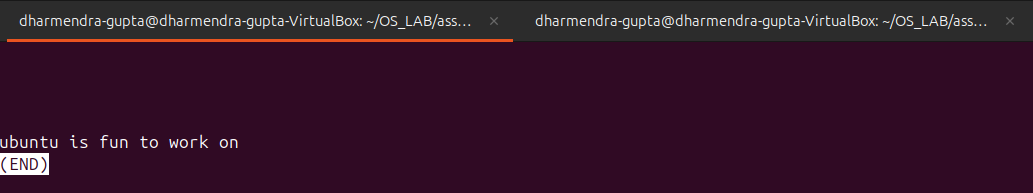 dharmendra-gupta@dharmendra-gupta-VirtualBox: ~/OS_LAB/ass... × dharmendra-gupta@dharmendra-gupta-VirtualBox: ~/OS_LAB/ass... ×
ubuntu is fun to work on
(END)